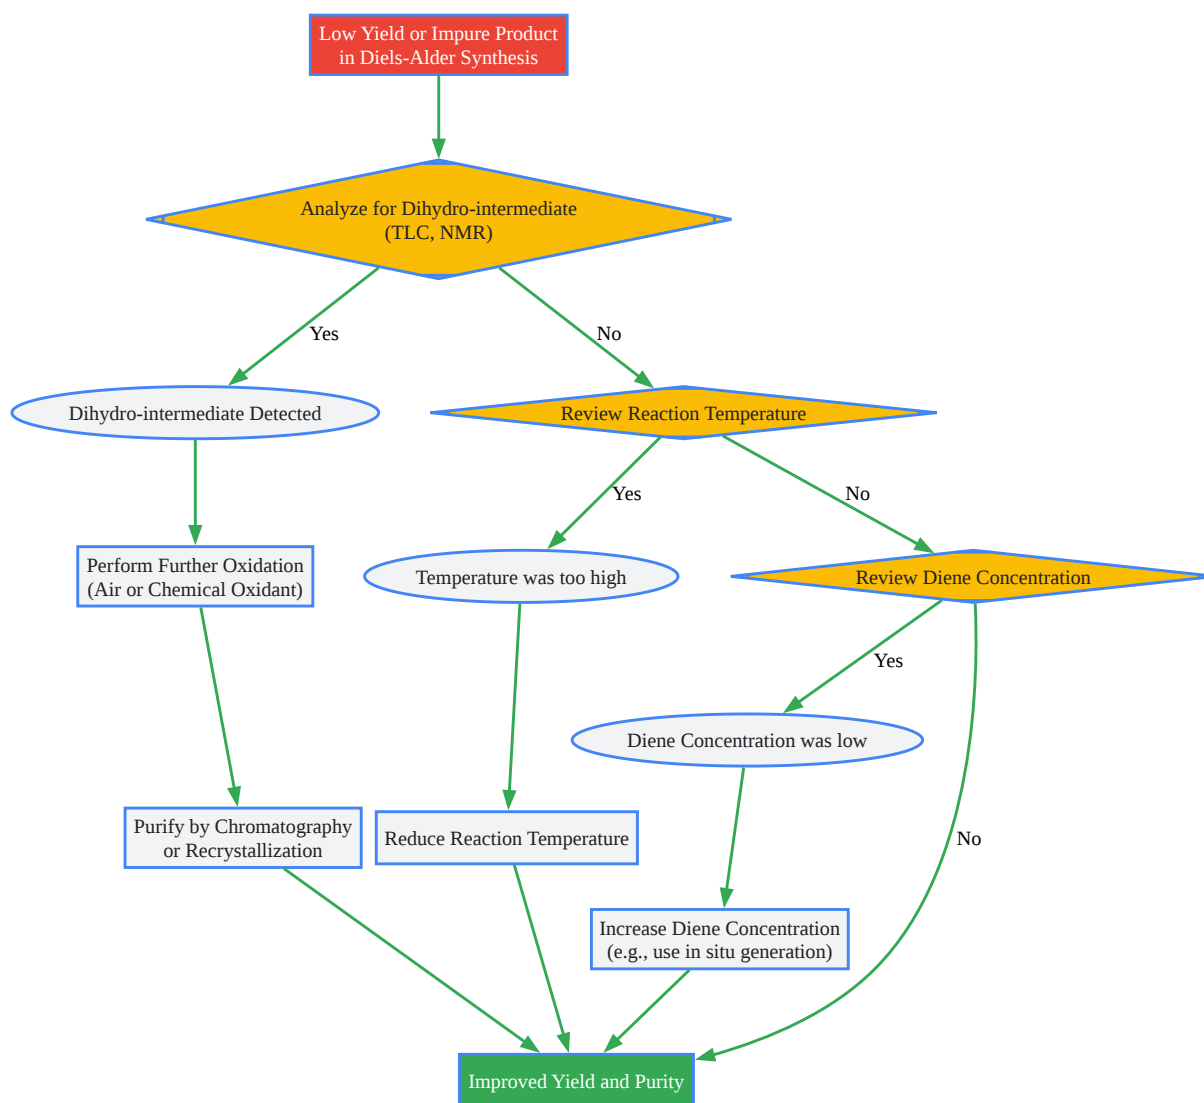 Low Yield or Impure Product
in Diels-Alder Synthesis
Analyze for Dihydro-intermediate
(TLC, NMR)
Yes
No
Dihydro-intermediate Detected
Review Reaction Temperature
Yes
No
Perform Further Oxidation
(Air or Chemical Oxidant)
Temperature was too high
Review Diene Concentration
Yes
Diene Concentration was low
Purify by Chromatography
or Recrystallization
Reduce Reaction Temperature
No
Increase Diene Concentration
(e.g., use in situ generation)
Improved Yield and Purity